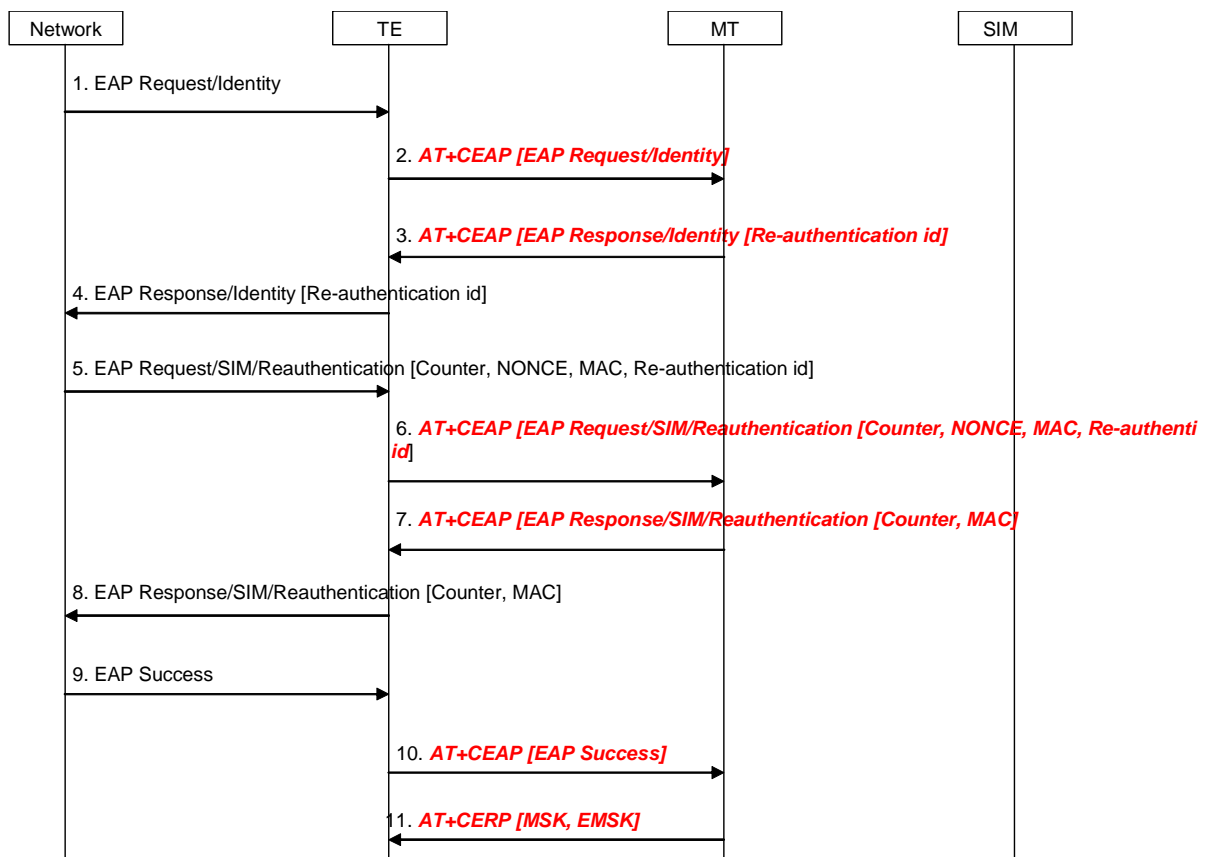 Network TE MT SIM
1. EAP Request/Identity
2. AT+CEAP [EAP Request/Identity]
3. AT+CEAP [EAP Response/Identity [Re-authentication id]
4. EAP Response/Identity [Re-authentication id]
5. EAP Request/SIM/Reauthentication [Counter, NONCE, MAC, Re-authentication id]
6. AT+CEAP [EAP Request/SIM/Reauthentication [Counter, NONCE, MAC, Re-authenti
id]
7. AT+CEAP [EAP Response/SIM/Reauthentication [Counter, MAC]
8. EAP Response/SIM/Reauthentication [Counter, MAC]
9. EAP Success
10. AT+CEAP [EAP Success]
11. AT+CERP [MSK, EMSK]